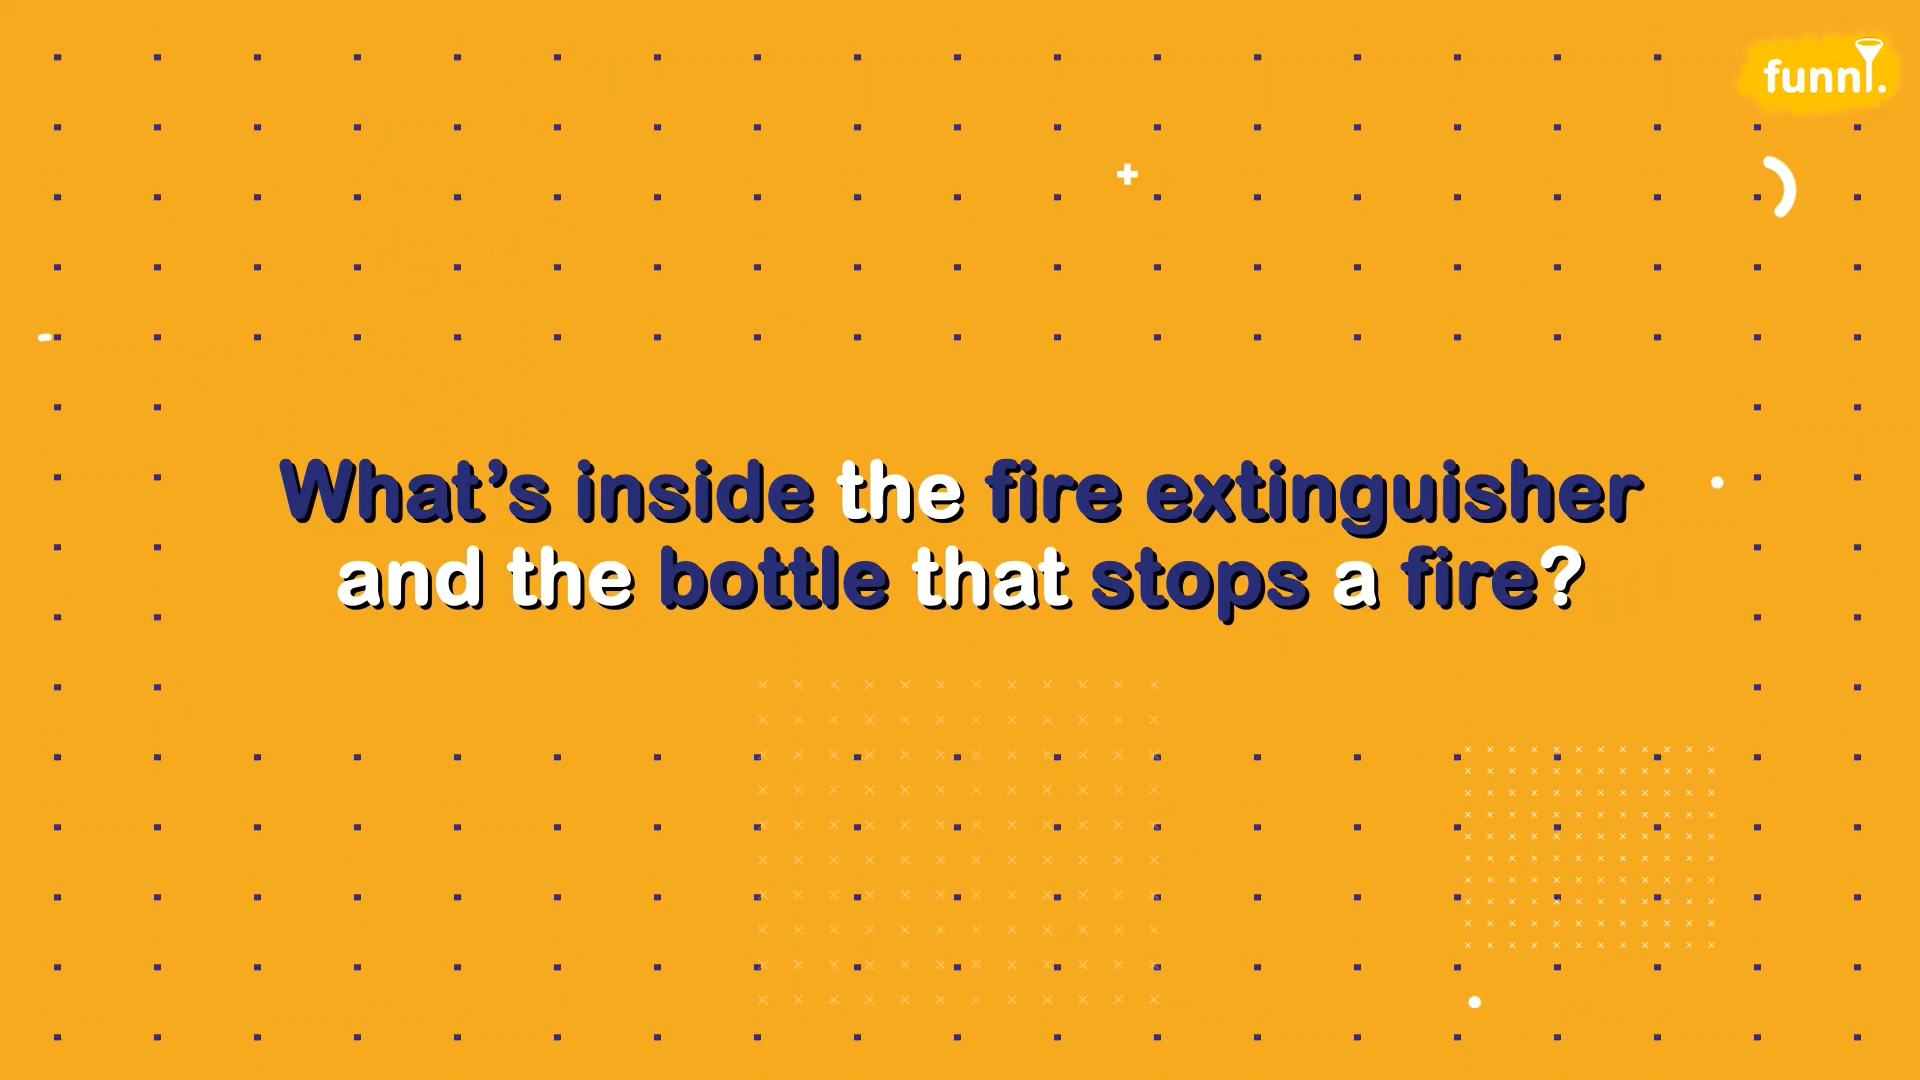 funnl.
What's inside the fire extinguisher
and the bottle that stops a fire?